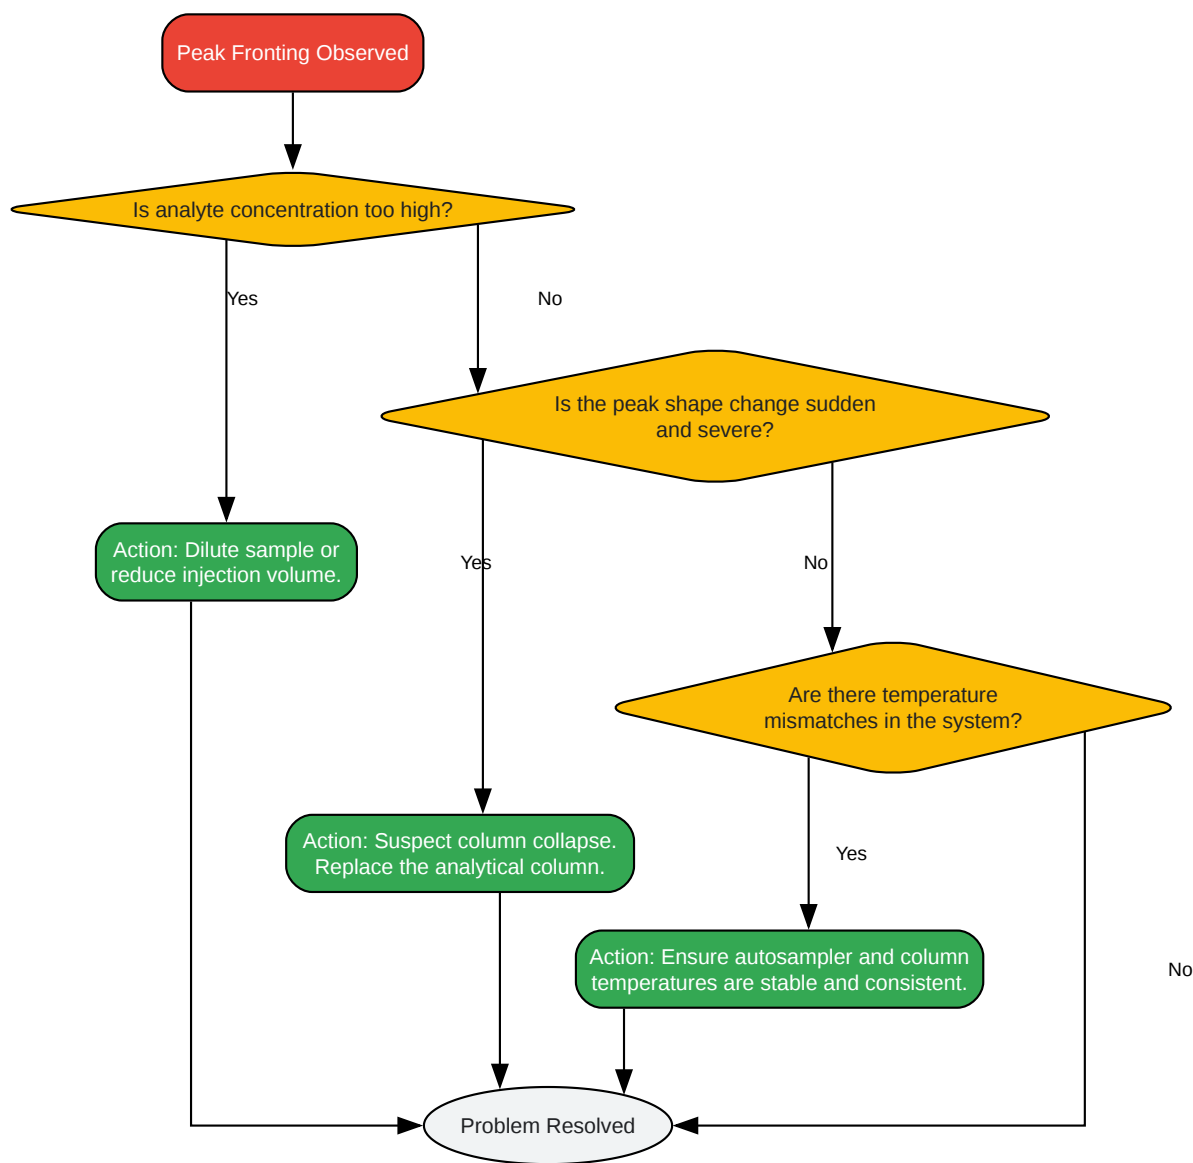 Peak Fronting Observed
Is analyte concentration too high?
Yes
No
Is the peak shape change sudden
and severe?
Action: Dilute sample or
reduce injection volume.
Yes
No
Are there temperature
mismatches in the system?
Action: Suspect column collapse.
Replace the analytical column.
Yes
Action: Ensure autosampler and column
temperatures are stable and consistent.
No
Problem Resolved